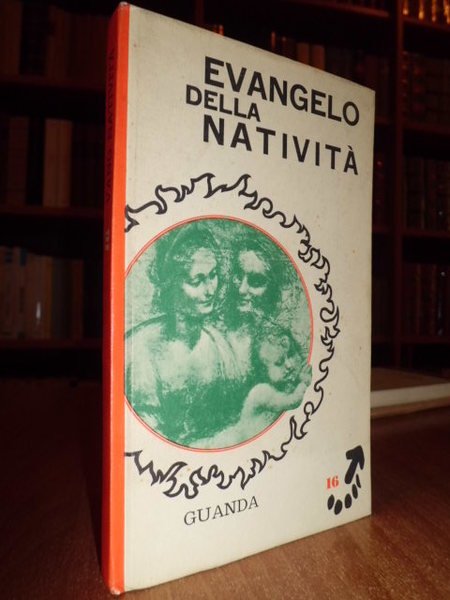 EVANGELO
DELLA
NATIVITÀ
16
GUANDA